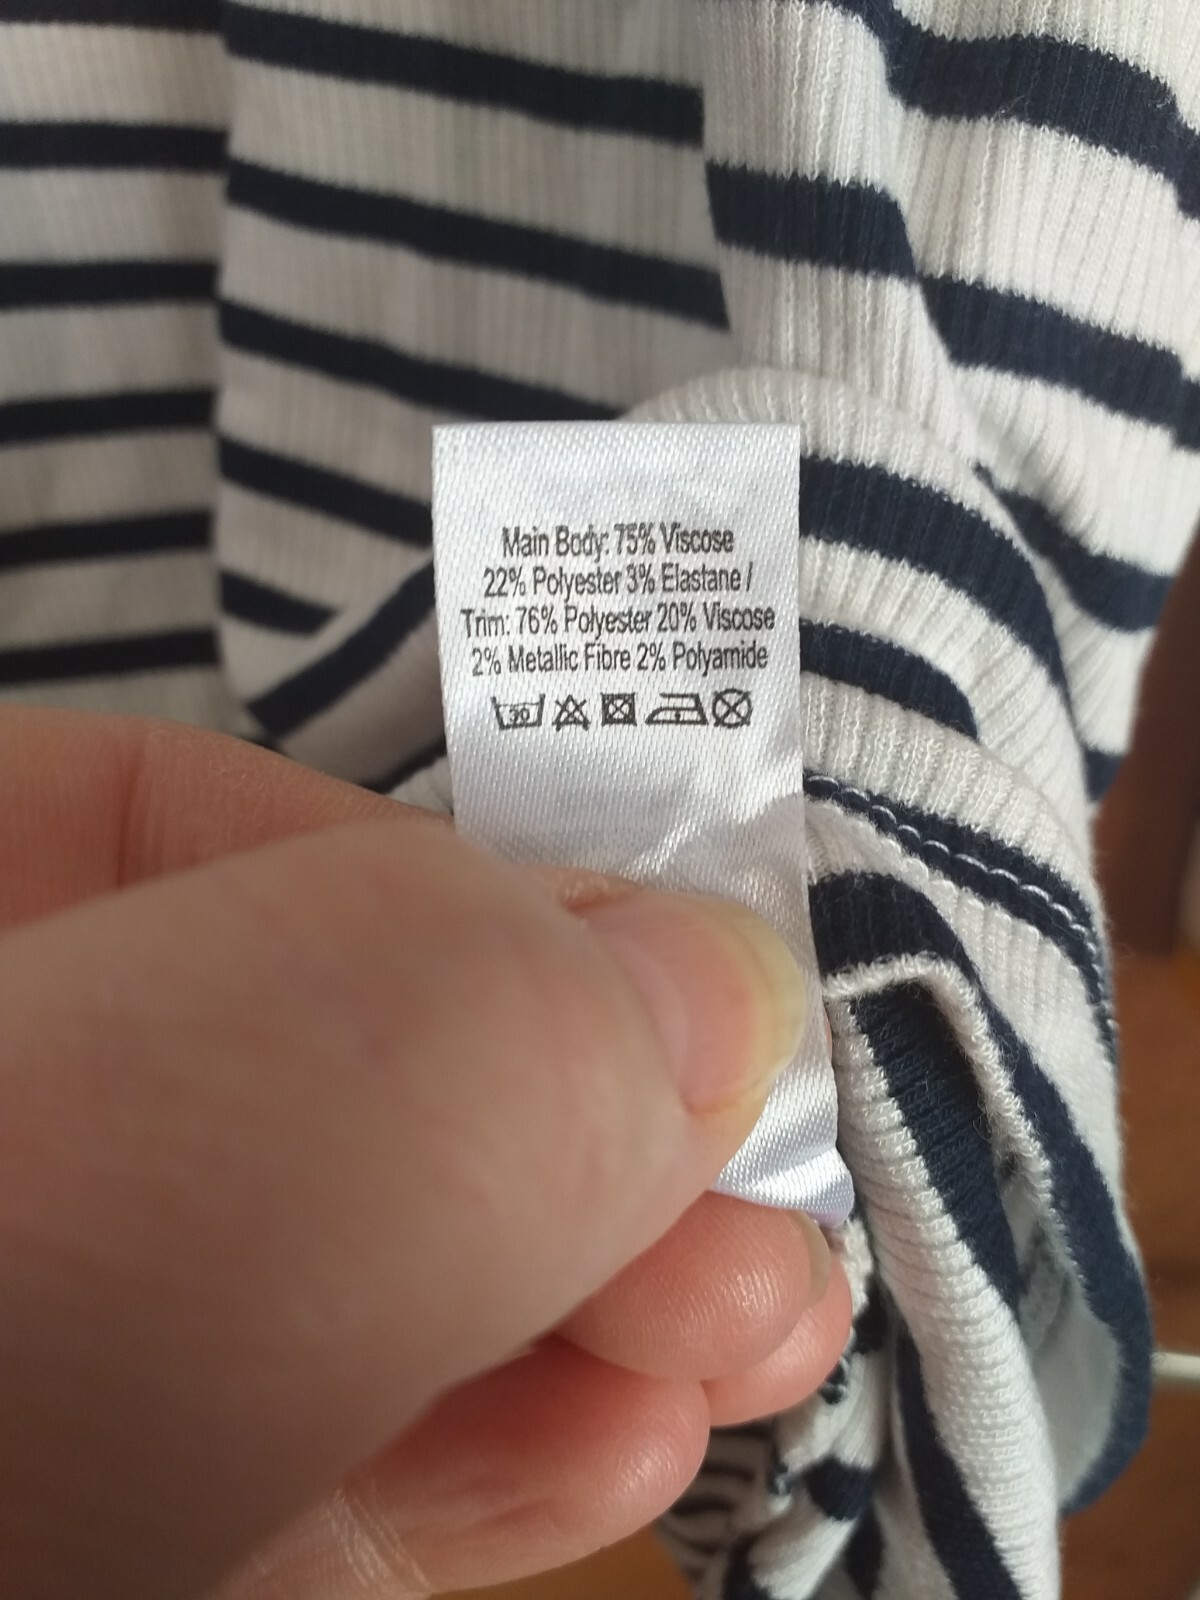 Main Body: 75% Viscose
22% Polyester 3% Elastane /
Trim: 76% Polyester 20% Viscose
2% Metallic Fibre 2% Polyamide
30